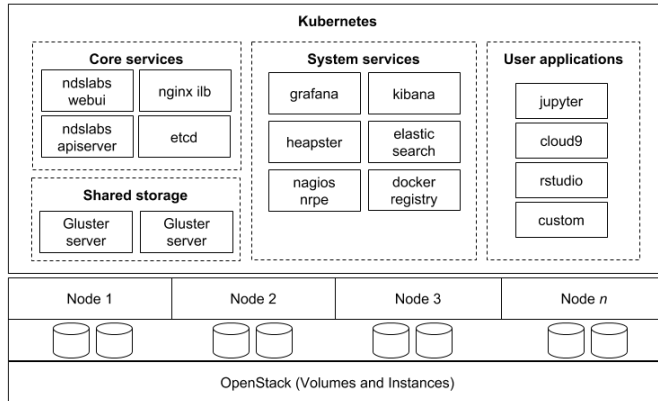 Kubernetes
Core services
ndslabs
webui
nginx ilb
ndslabs
apiserver
etcd
Shared storage
Gluster
server
Gluster
server
System services
grafana
kibana
heapster
elastic
search
nagios
nrpe
docker
registry
User applications
jupyter
cloud9
rstudio
custom
Node 1
Node 2
Node 3
Node n
OpenStack (Volumes and Instances)